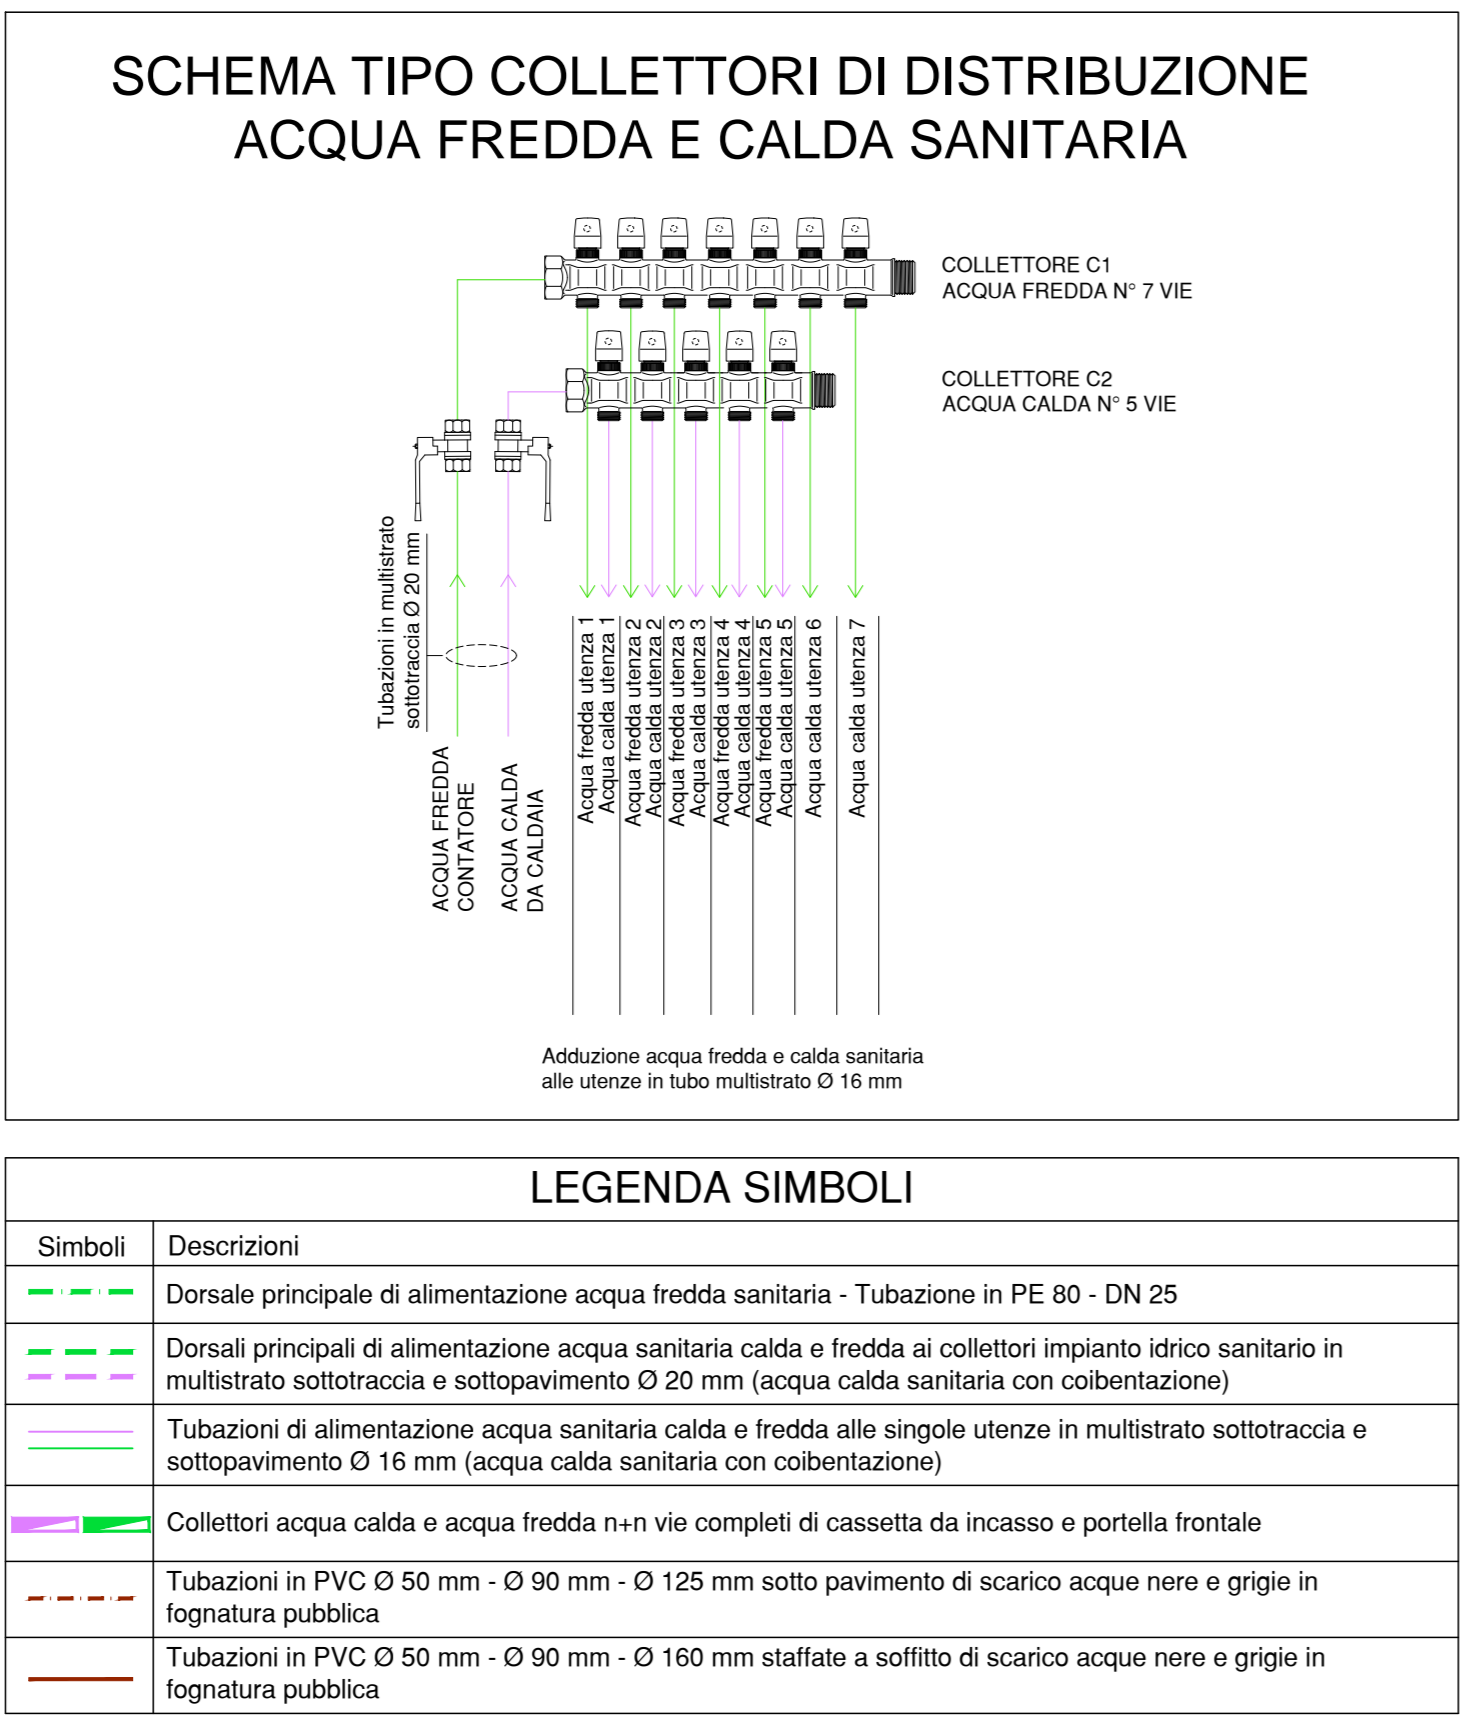 SCHEMA TIPO COLLETTORI DI DISTRIBUZIONE
ACQUA FREDDA E CALDA SANITARIA
COLLETTORE C1
ACQUA FREDDA N° 7 VIE
COLLETTORE C2
ACQUA CALDA N° 5 VIE
Tubazioni in multistrato
sottotraccia Ø 20 mm
ACQUA FREDDA
CONTATORE
ACQUA CALDA
DA CALDAIA
Acqua fredda utenza 1
Acqua calda utenza 1
Acqua fredda utenza 2
Acqua calda utenza 2
Acqua fredda utenza 3
Acqua calda utenza 3
Acqua fredda utenza 4
Acqua calda utenza 4
Acqua fredda utenza 5
Acqua calda utenza 5
Acqua calda utenza 6
Acqua calda utenza 7
Adduzione acqua fredda e calda sanitaria
alle utenze in tubo multistrato Ø 16 mm
LEGENDA SIMBOLI
Simboli Descrizioni
Dorsale principale di alimentazione acqua fredda sanitaria - Tubazione in PE 80 - DN 25
Dorsali principali di alimentazione acqua sanitaria calda e fredda ai collettori impianto idrico sanitario in
multistrato sottotraccia e sottopavimento Ø 20 mm (acqua calda sanitaria con coibentazione)
Tubazioni di alimentazione acqua sanitaria calda e fredda alle singole utenze in multistrato sottotraccia e
sottopavimento Ø 16 mm (acqua calda sanitaria con coibentazione)
Collettori acqua calda e acqua fredda n+n vie completi di cassetta da incasso e portella frontale
Tubazioni in PVC Ø 50 mm - Ø 90 mm - Ø 125 mm sotto pavimento di scarico acque nere e grigie in
fognatura pubblica
Tubazioni in PVC Ø 50 mm - Ø 90 mm - Ø 160 mm staffate a soffitto di scarico acque nere e grigie in
fognatura pubblica